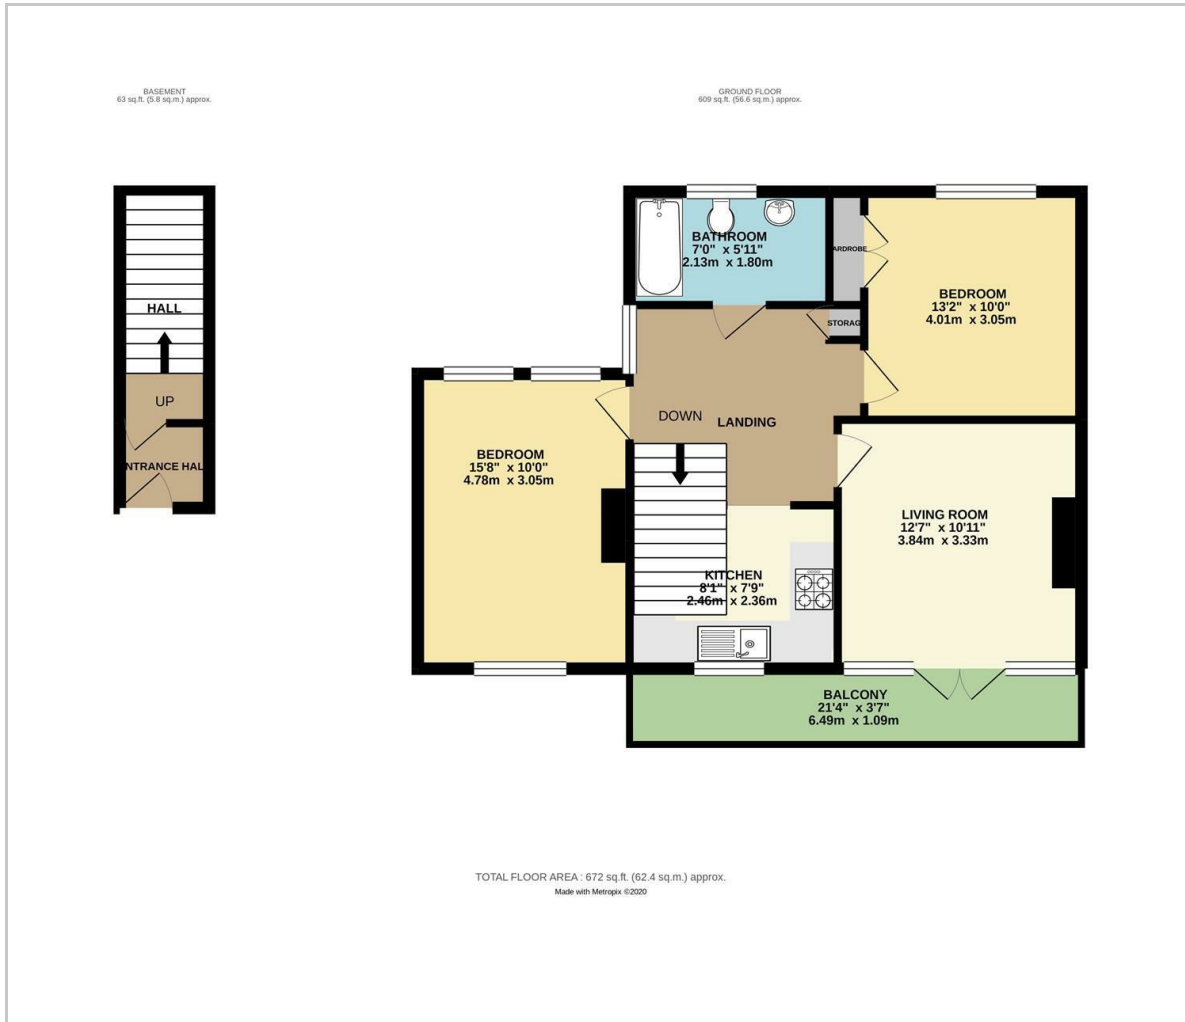 BASEMENT
63 sq.ft. (5.8 sq.m.) approx.
GROUND FLOOR
609 sq.ft. (56.6 sq.m.) approx.
HALL
UP
NTRANCE HAL
BATHROOM
7'0" x 5'11"
2.13m x 1.80m
ARDROBE
BEDROOM
13'2" x 10'0"
4.01m x 3.05m
STORAG
DOWN
LANDING
BEDROOM
15'8" x 10'0"
4.78m x 3.05m
LIVING ROOM
12'7" x 10'11"
3.84m x 3.33m
KITCHEN
8'1" x 7'9"
2.46m x 2.36m
BALCONY
21'4" x 3'7"
6.49m x 1.09m
TOTAL FLOOR AREA : 672 sq.ft. (62.4 sq.m.) approx.
Made with Metropix ©2020